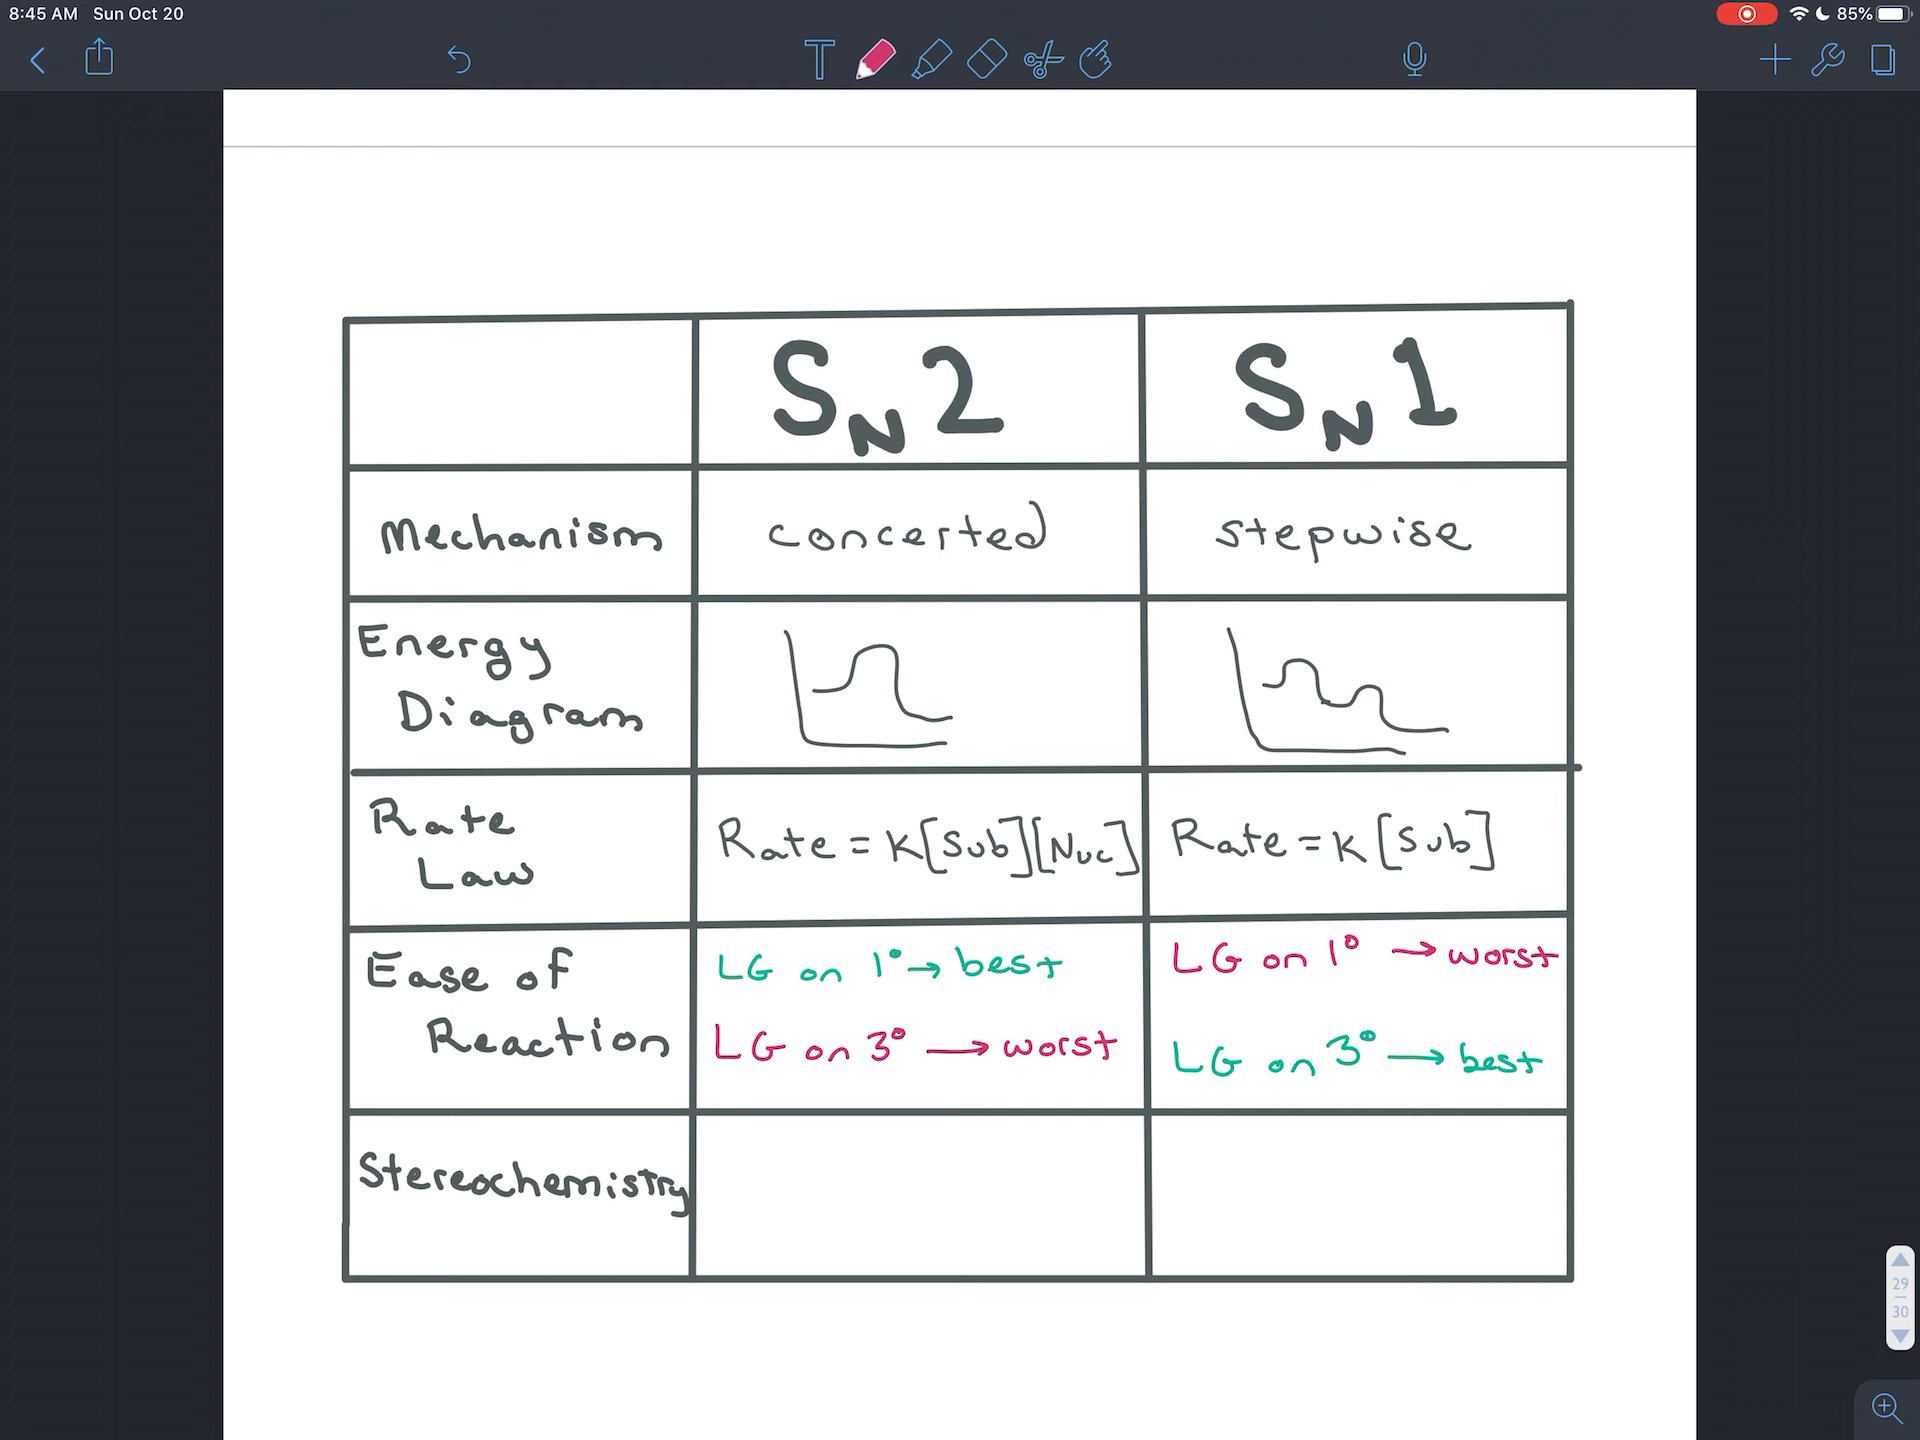 8:45 AM Sun Oct 20
85%
T
SN2
SN1
Mechanism
concerted
stepwise
Energy
Diagram
Rate
Law
Rate = K[Sub][Nuc]
Rate = K[Sub]
Ease of
Reaction
LG on 1° → best
LG on 3° → worst
LG on 1° → worst
LG on 3° → best
Stereochemistry
29
30